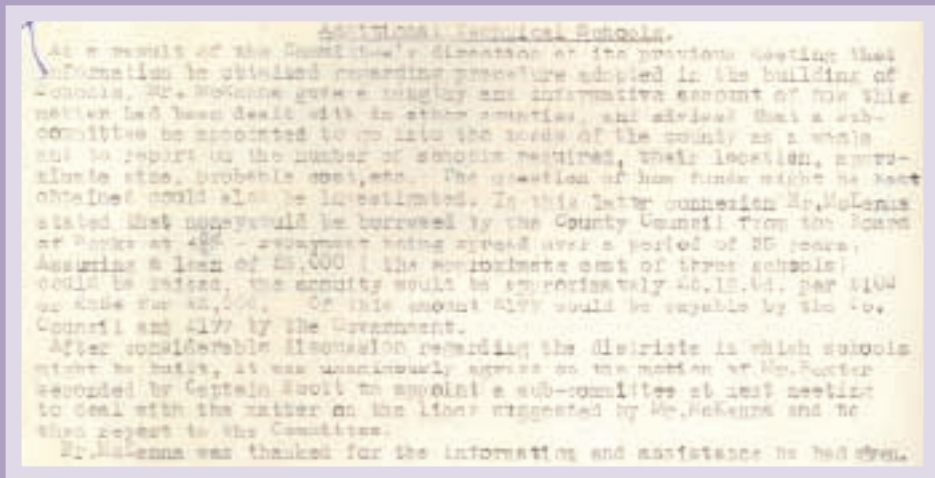 Additional Technical Schools.
As a result of the Committee's direction at its previous meeting that
information be obtained regarding procedure adopted in the building of
Schools, Mr. McKenna gave a lengthy and informative account of how this
matter had been dealt with in other counties, and advised that a sub-
committee be appointed to go into the needs of the county as a whole
and to report on the number of schools required, their location, approx-
imate size, probable cost, etc. The question of how funds might be best
obtained could also be investigated. In this latter connexion Mr. McKenna
stated that money would be borrowed by the County Council from the Board
of Works at - repayment being spread over a period of 35 years.
Assuming a loan of ,000 ( the approximate cost of three schools)
could be raised, the annuity would be approximately per £100
or for ,000. Of this amount £197 would be payable by the Co.
Council and £197 by the Government.
After considerable discussion regarding the districts in which schools
might be built, it was unanimously agreed on the motion of Mr.
seconded by Captain Scott to appoint a sub-committee at next meeting
to deal with the matter on the lines suggested by Mr. McKenna and to
then report to the Committee.
Mr. McKenna was thanked for the information and assistance he had given.